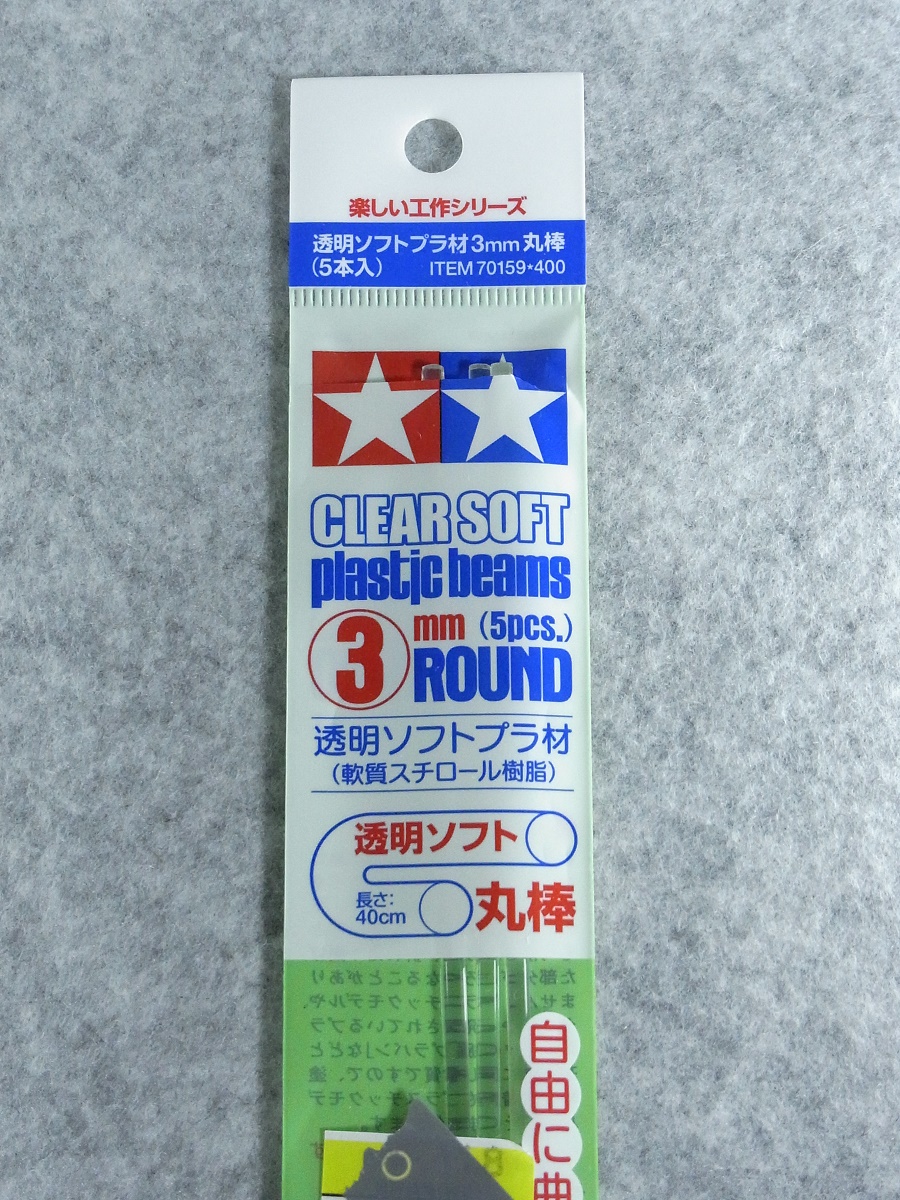 楽しい工作シリーズ
透明ソフトプラ材3mm丸棒
(5本入) ITEM 70159*400
CLEAR SOFT
plastic beams
3 mm (5pcs.)
ROUND
透明ソフトプラ材
(軟質スチロール樹脂)
透明ソフト
長さ:
40cm
丸棒
自由に曲